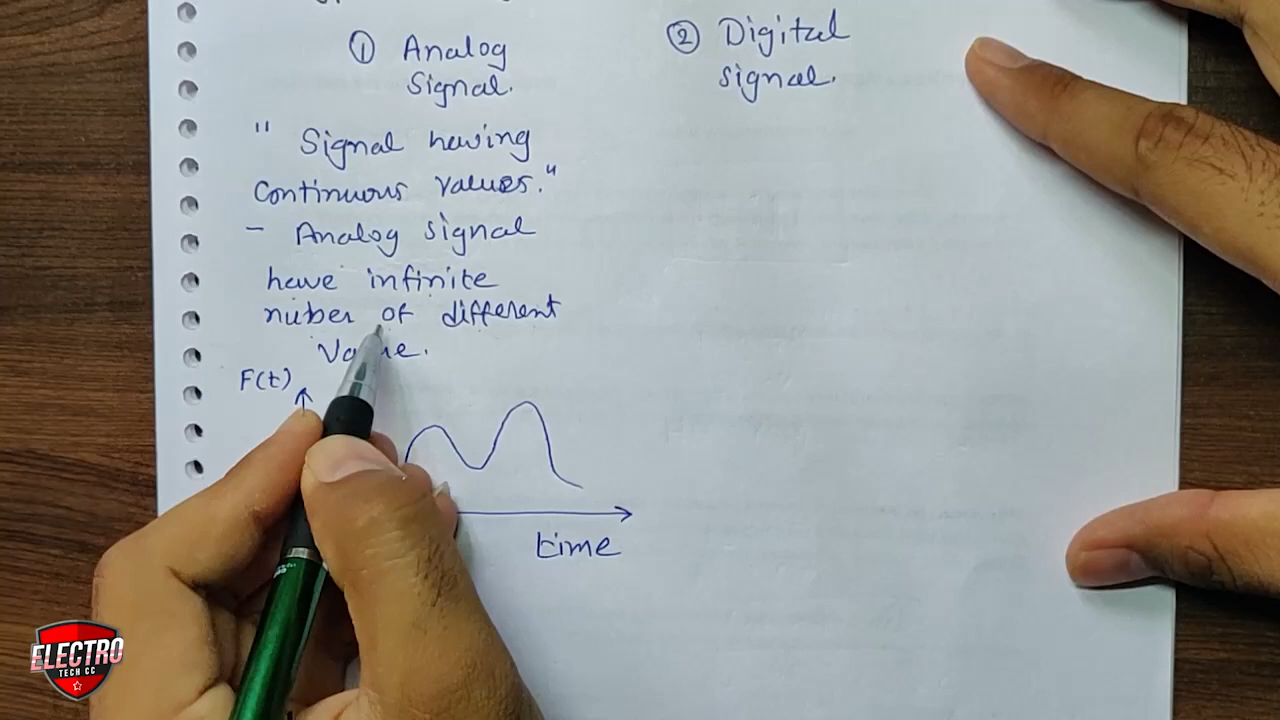 ① Analog
Signal.
② Digital
signal.
" Signal having
continuous values."
- Analog signal
have infinite
nuber of different
F(t)
time
ELECTRO
TECH CC